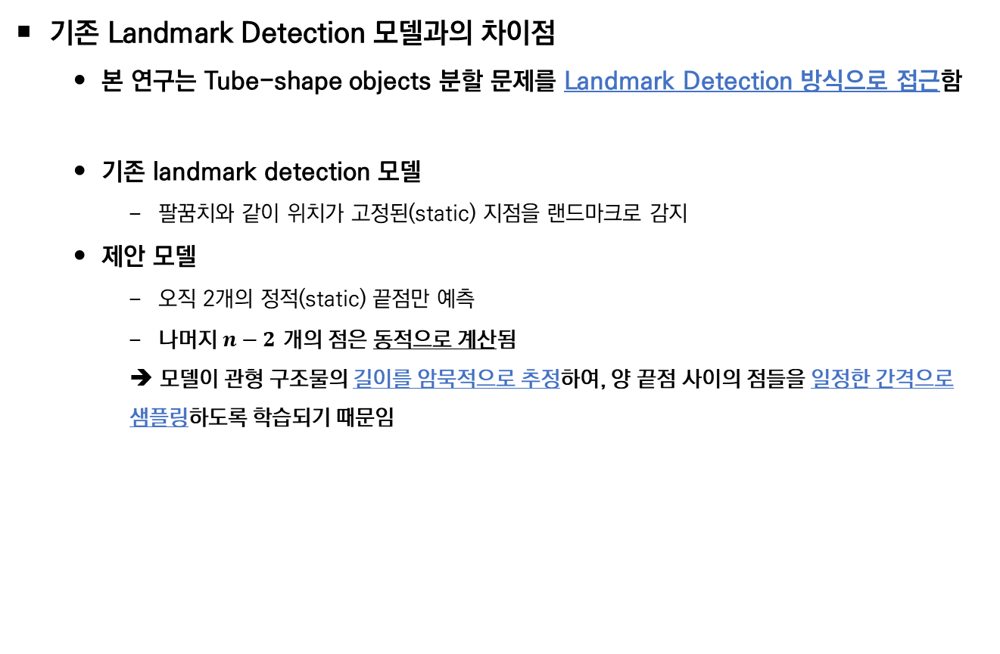 ▪ 기존 Landmark Detection 모델과의 차이점
• 본 연구는 Tube-shape objects 분할 문제를 Landmark Detection 방식으로 접근함
• 기존 landmark detection 모델
– 팔꿈치와 같이 위치가 고정된(static) 지점을 랜드마크로 감지
• 제안 모델
– 오직 2개의 정적(static) 끝점만 예측
– 나머지 n − 2 개의 점은 동적으로 계산됨
➔ 모델이 관형 구조물의 길이를 암묵적으로 추정하여, 양 끝점 사이의 점들을 일정한 간격으로
샘플링하도록 학습되기 때문임